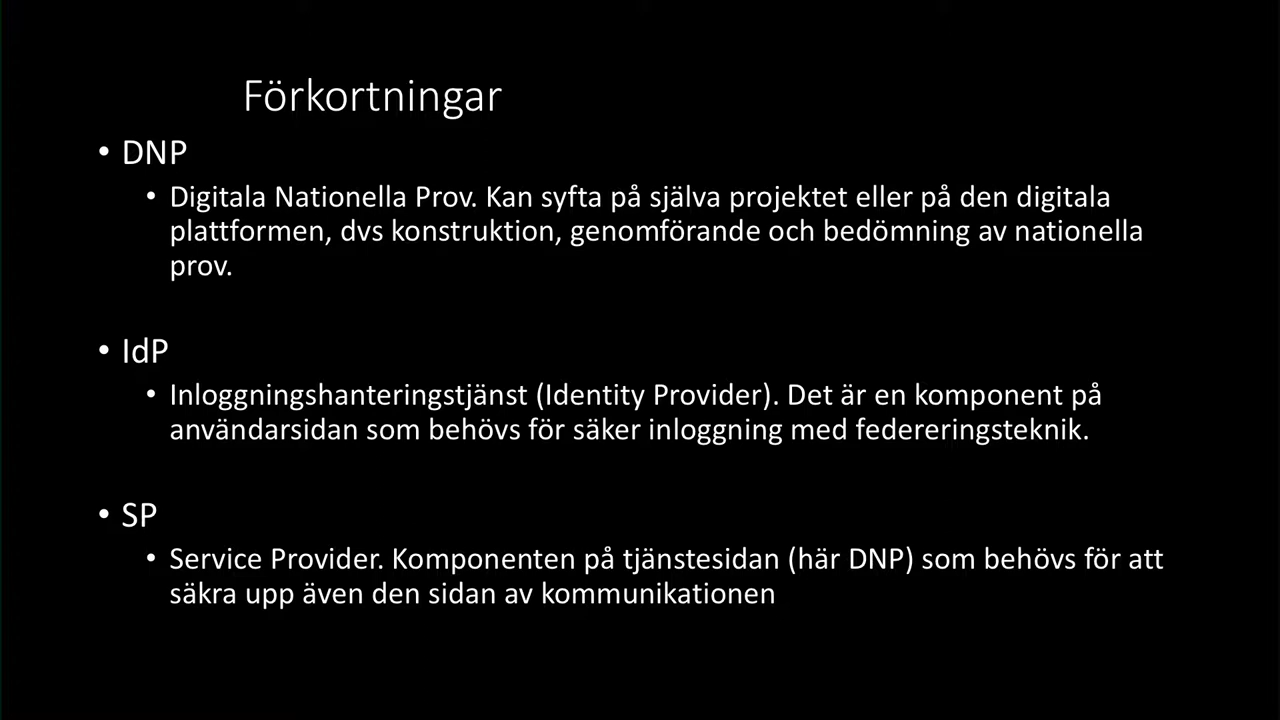 Förkortningar
• DNP
• Digitala Nationella Prov. Kan syfta på själva projektet eller på den digitala
plattformen, dvs konstruktion, genomförande och bedömning av nationella
prov.
• IdP
• Inloggningshanteringstjänst (Identity Provider). Det är en komponent på
användarsidan som behövs för säker inloggning med federeringsteknik.
• SP
• Service Provider. Komponenten på tjänstesidan (här DNP) som behövs för att
säkra upp även den sidan av kommunikationen